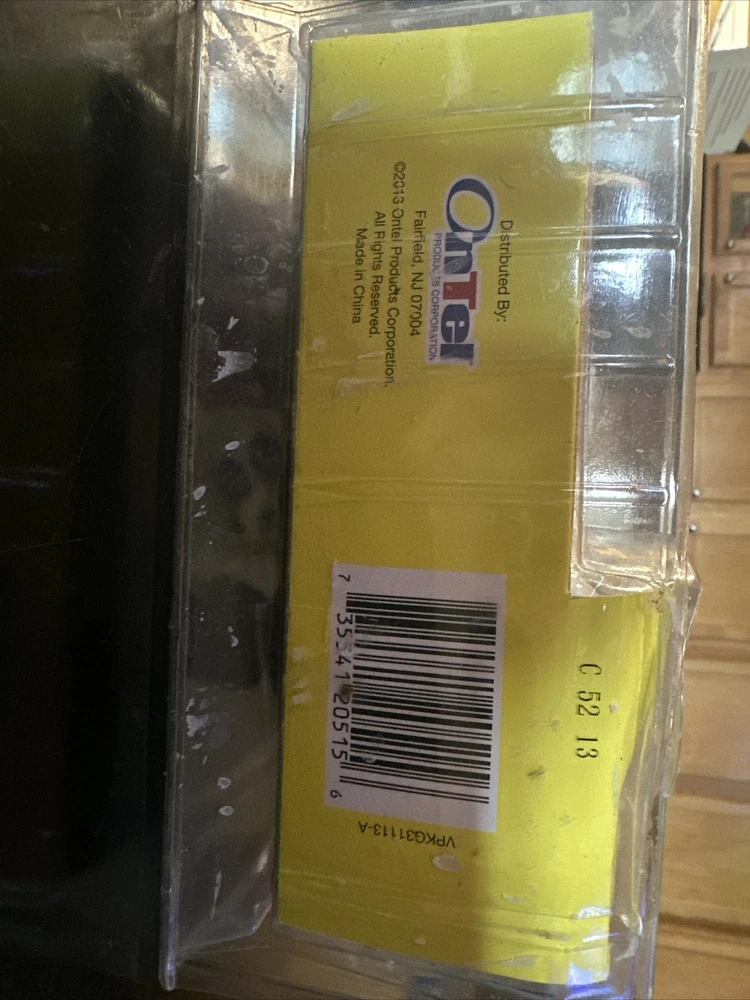 Distributed By:
OnTel
PRODUCTS CORPORATION
Fairfield, NJ 07004
©2013 Ontel Products Corporation.
All Rights Reserved.
Made in China
C 52 13
7 35541 20515 6
VPKG31113-A